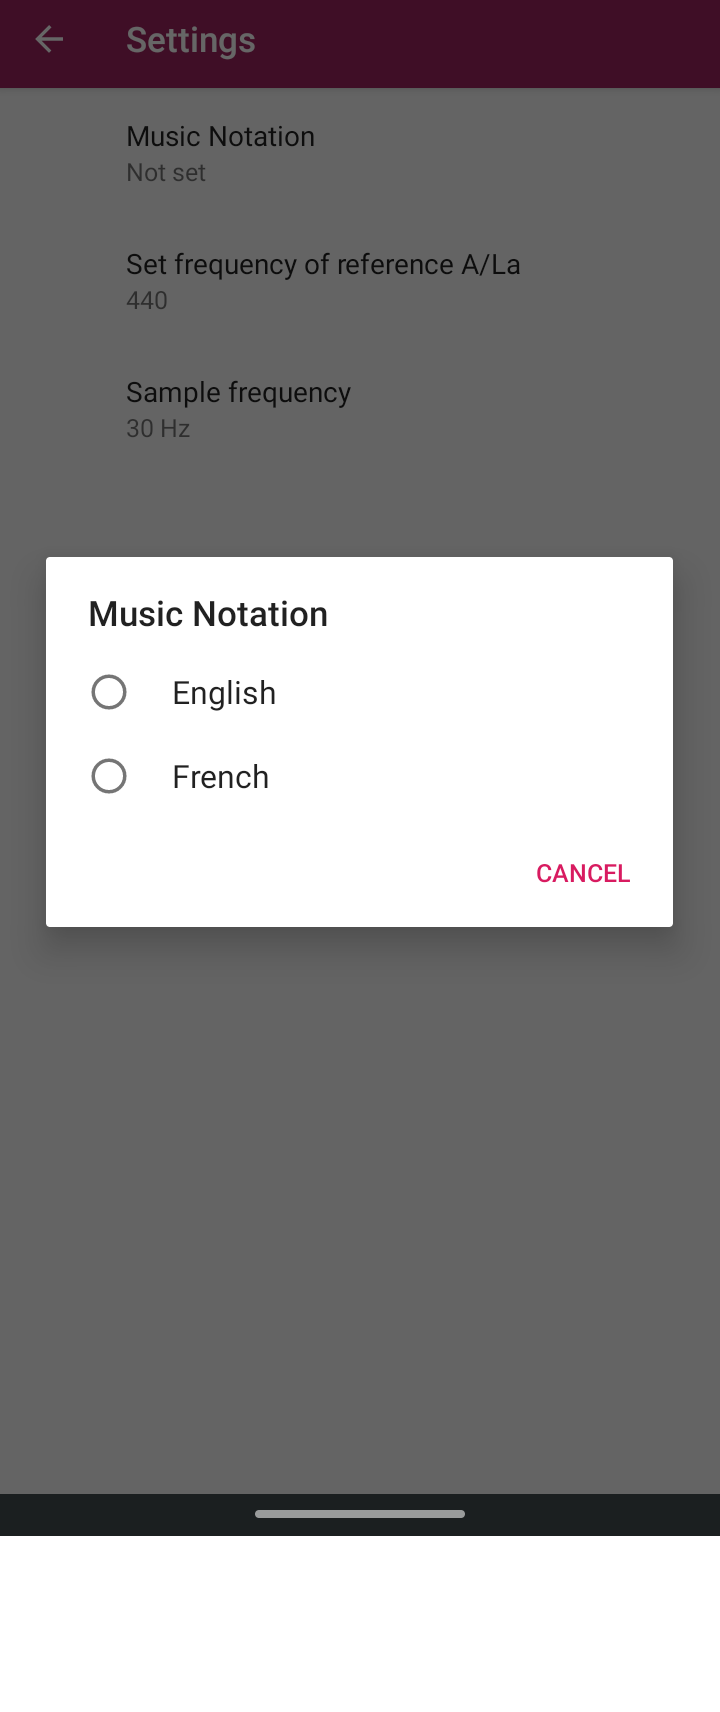 Settings
Music Notation
Not set
Set frequency of reference A/La
440
Sample frequency
30 Hz
Music Notation
English
French
CANCEL